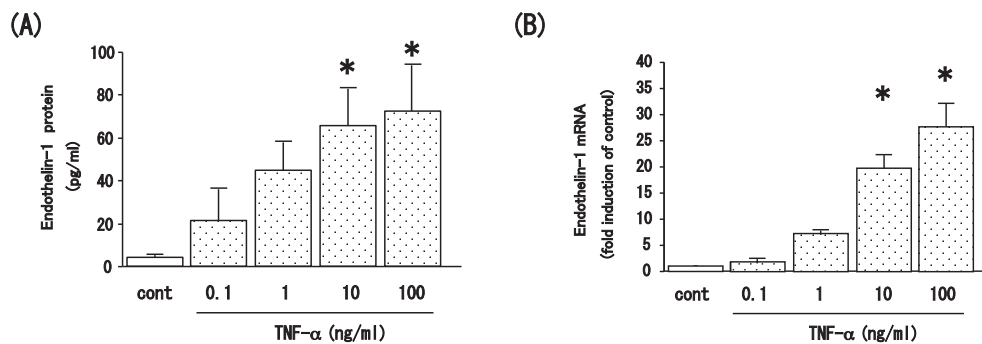 (A)
Endothelin-1 protein
(pg/ml)
100
80
60
40
20
0
*
*
cont
0.1
1
10
100
TNF-α (ng/ml)
(B)
Endothelin-1 mRNA
(fold induction of control)
40
35
30
25
20
15
10
5
0
*
*
cont
0.1
1
10
100
TNF-α (ng/ml)